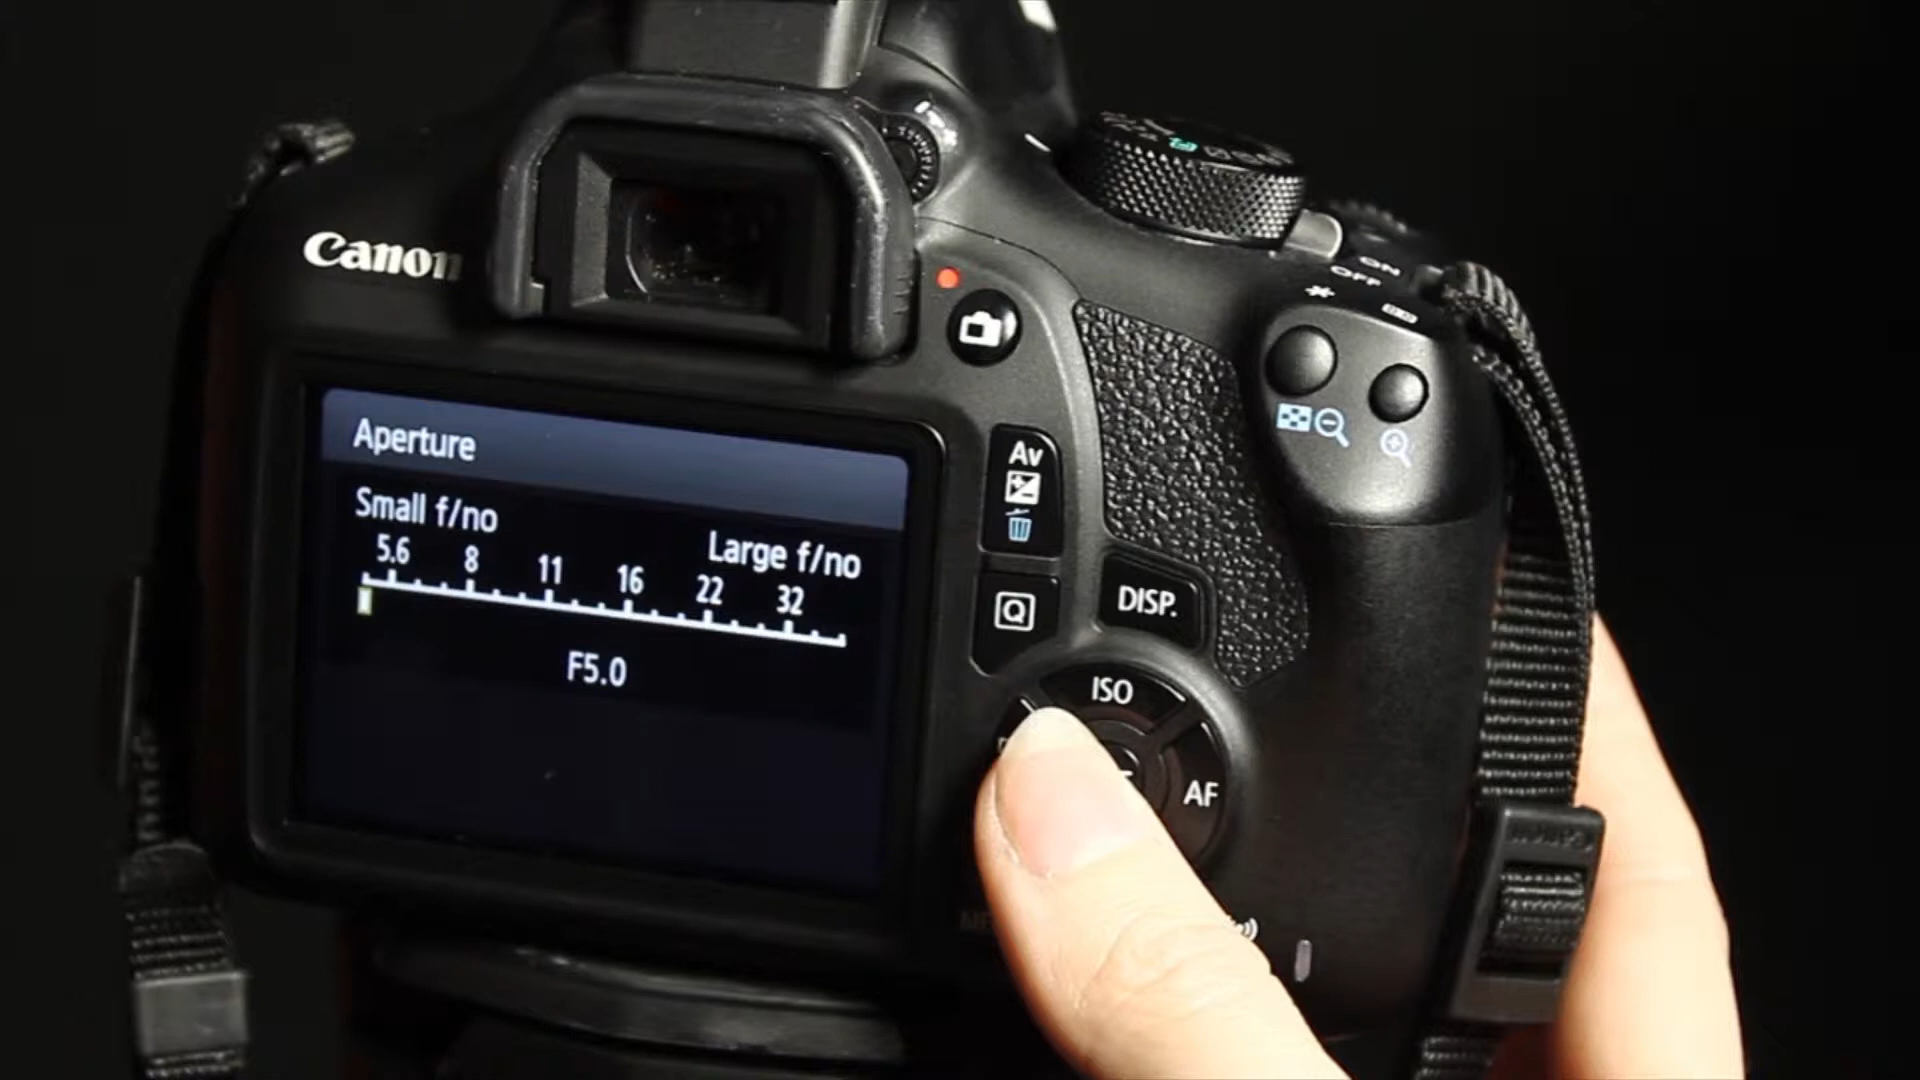 Canon
ON
OFF
Aperture
Small f/no
Large f/no
5.6 8 11 16 22 32
F5.0
Av
Q
DISP.
ISO
AF